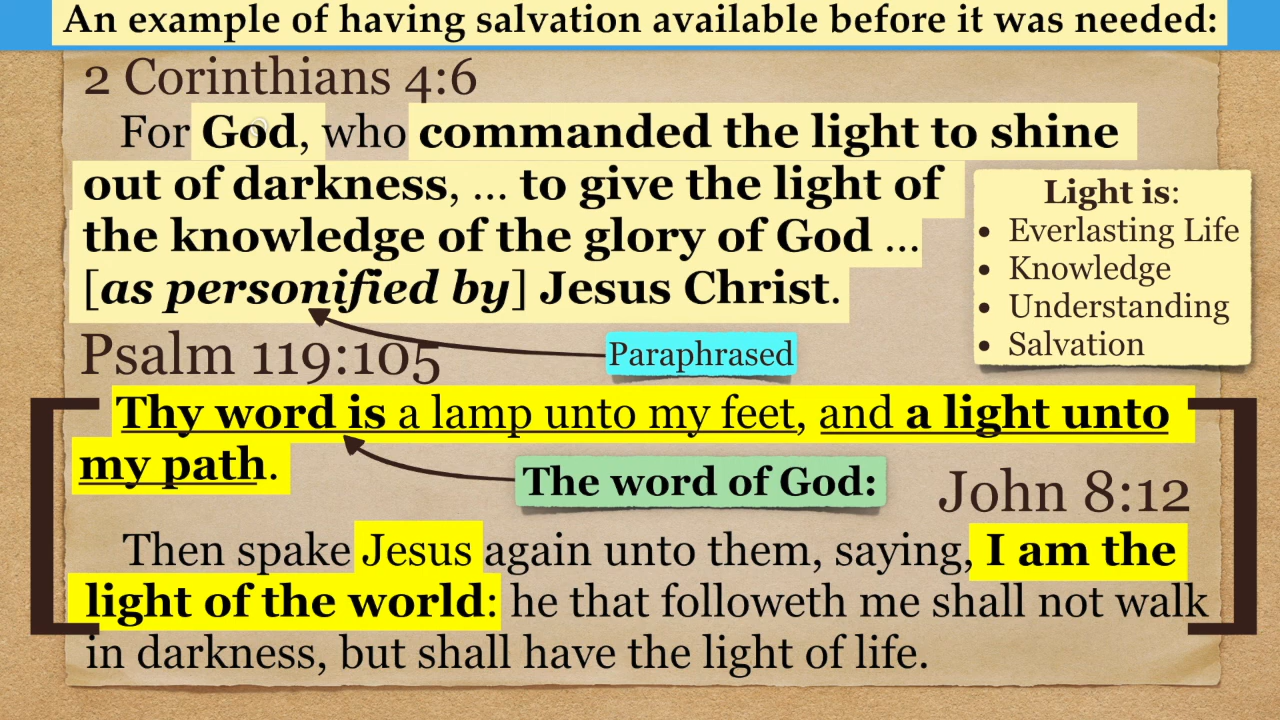 An example of having salvation available before it was needed:
2 Corinthians 4:6
For God, who commanded the light to shine
out of darkness, ... to give the light of
the knowledge of the glory of God ...
[as personified by] Jesus Christ.
Light is:
• Everlasting Life
• Knowledge
• Understanding
• Salvation
Paraphrased
Psalm 119:105
Thy word is a lamp unto my feet, and a light unto
my path.
The word of God:
John 8:12
Then spake Jesus again unto them, saying, I am the
light of the world: he that followeth me shall not walk
in darkness, but shall have the light of life.